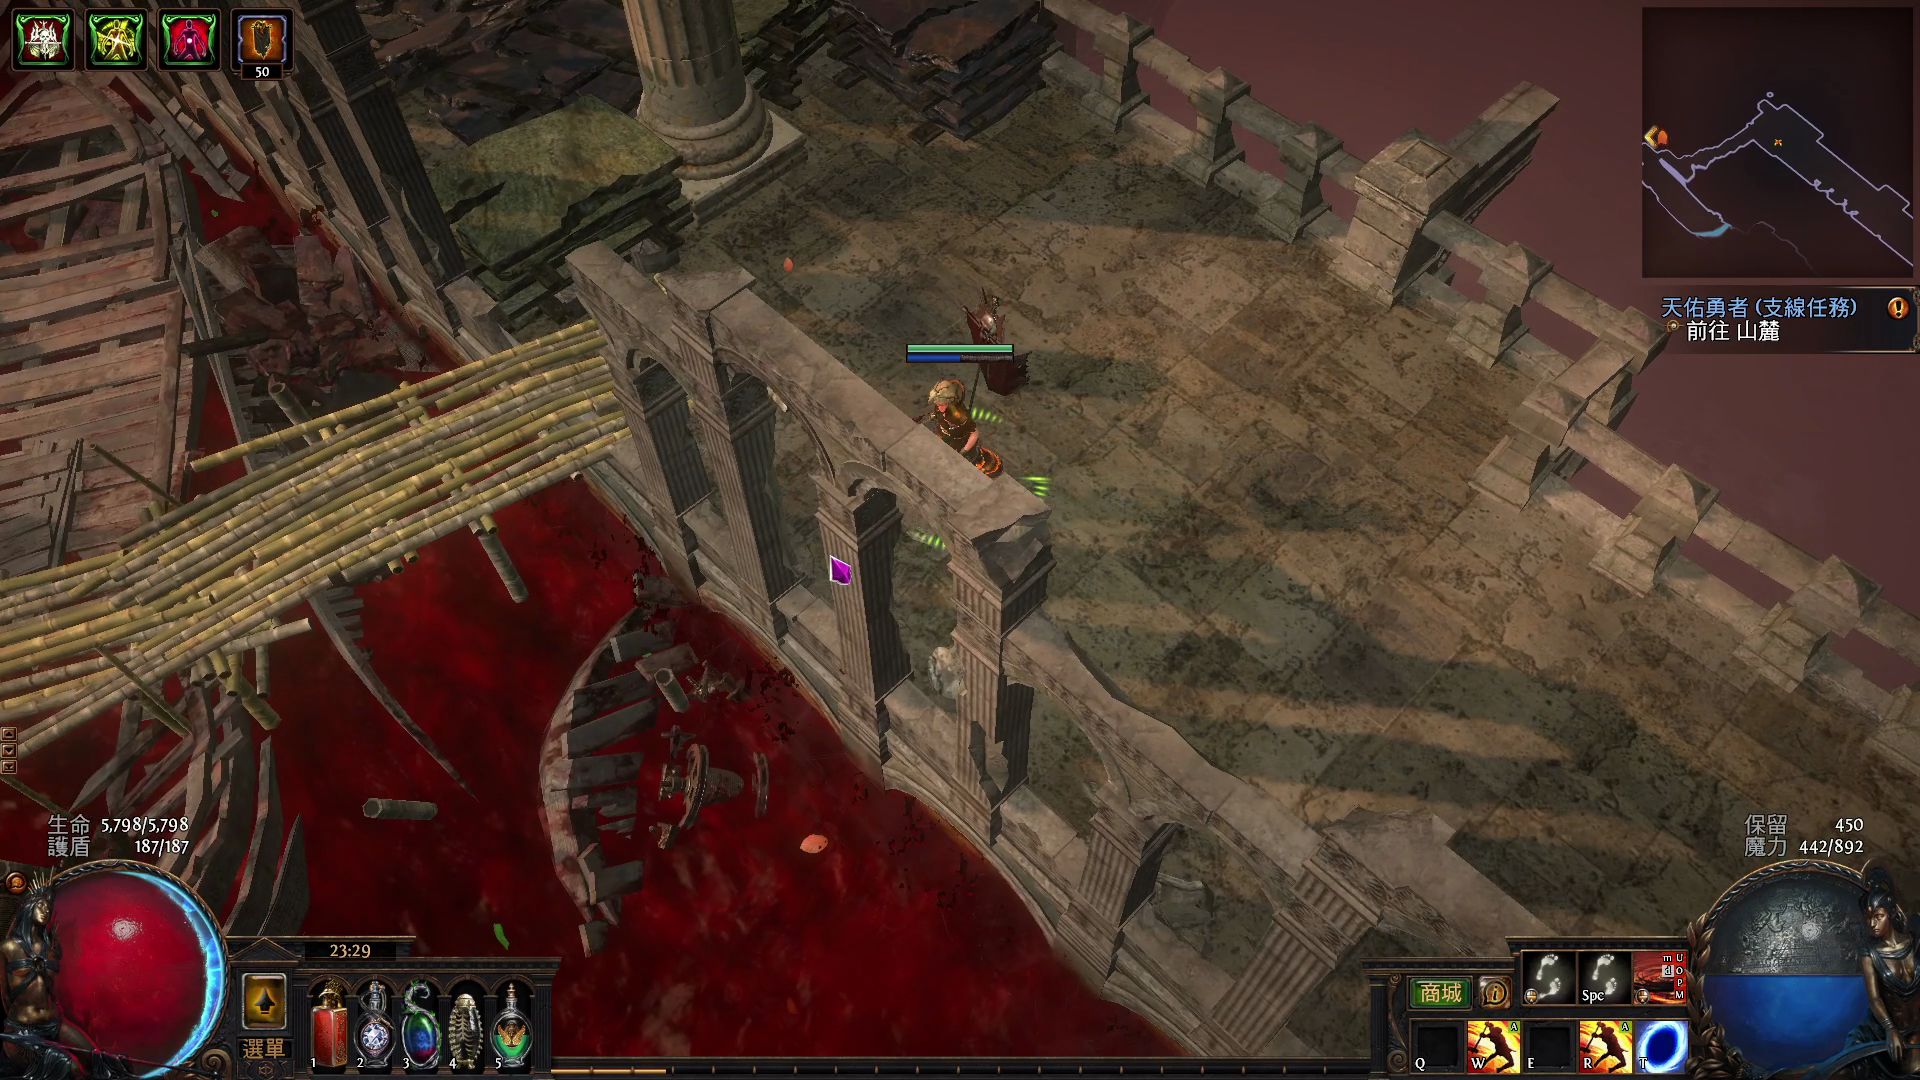 50
天佑勇者 (支線任務)
前往 山麓
生命 5,798/5,798
護盾 187/187
保留 450
魔力 442/892
23:29
選單
1 2 3 4 5
商城
Spc
Q W E R T
A A